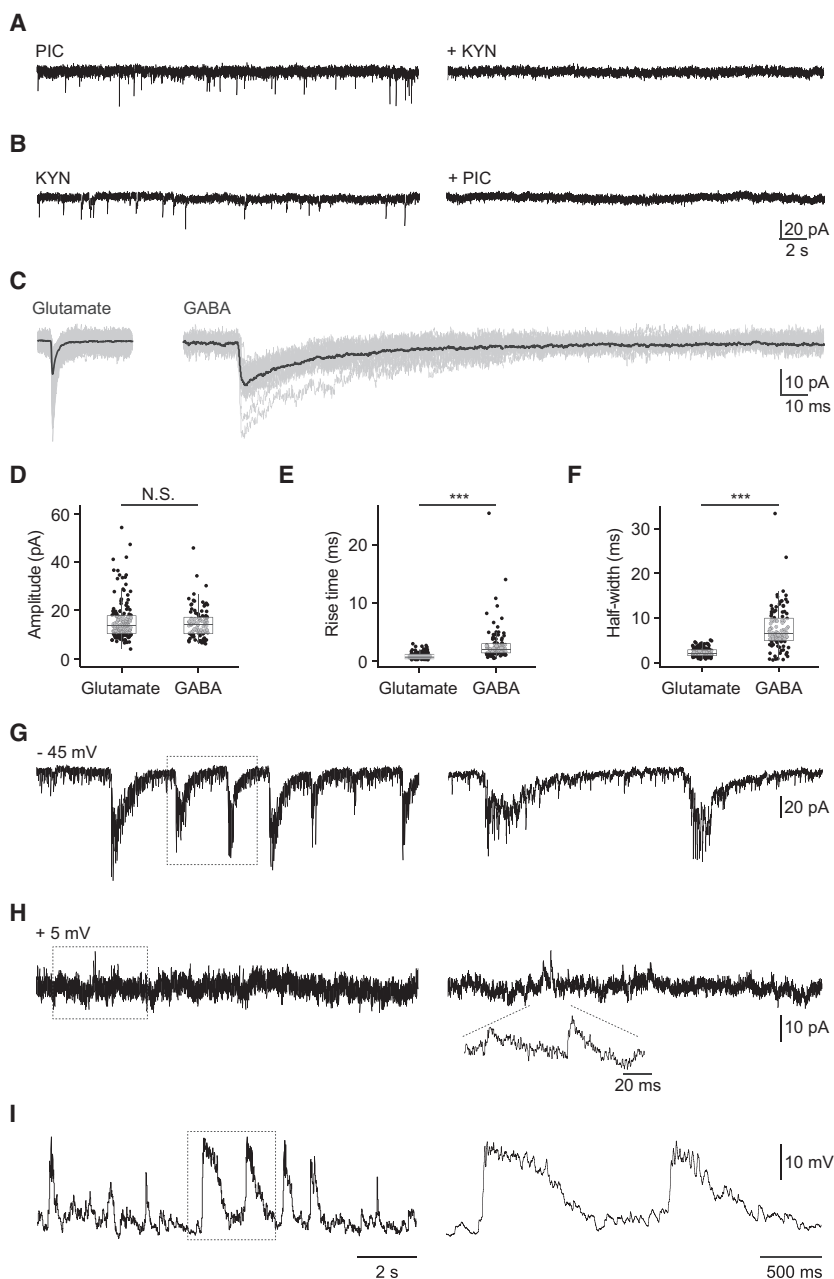 A
PIC
+ KYN
B
KYN
+ PIC
20 pA
2 s
C
Glutamate
GABA
10 pA
10 ms
D
E
F
N.S.
***
***
Amplitude (pA)
60
40
20
0
Glutamate GABA
Rise time (ms)
20
10
0
Glutamate GABA
Half-width (ms)
30
20
10
0
Glutamate GABA
G
- 45 mV
20 pA
H
+ 5 mV
10 pA
20 ms
I
10 mV
2 s
500 ms